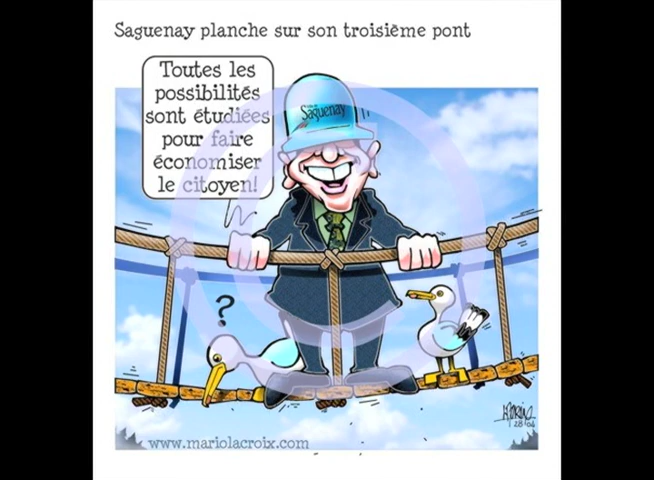 Saguenay planche sur son troisième pont
Toutes les
possibilités
sont étudiées
pour faire
économiser
le citoyen!
Saguenay
?
www.mariolacroix.com